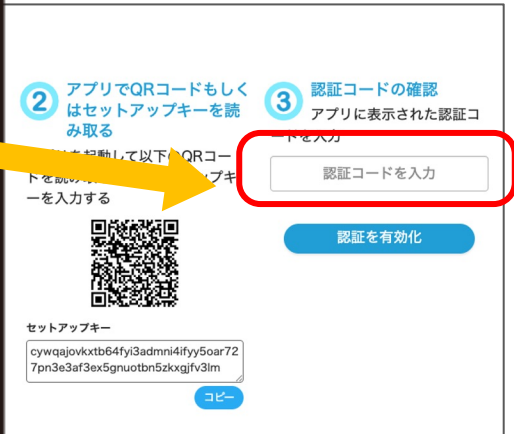 2
アプリでQRコードもしく
はセットアップキーを読
み取る
を起動して以下のQRコー
ドを読み プキ
ーを入力する
セットアップキー
cywqajovkxtb64fyi3admni4ifyy5oar72
7pn3e3af3ex5gnuotbn5zkxgjfv3lm
コピー
3
認証コードの確認
アプリに表示された認証コ
ードを入力
認証コードを入力
認証を有効化